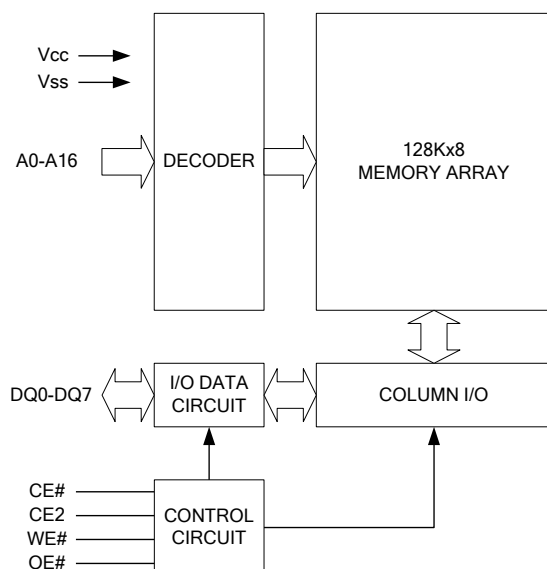 Vcc
Vss
A0-A16
DECODER
128Kx8
MEMORY ARRAY
DQ0-DQ7
I/O DATA
CIRCUIT
COLUMN I/O
CE#
CE2
WE#
OE#
CONTROL
CIRCUIT